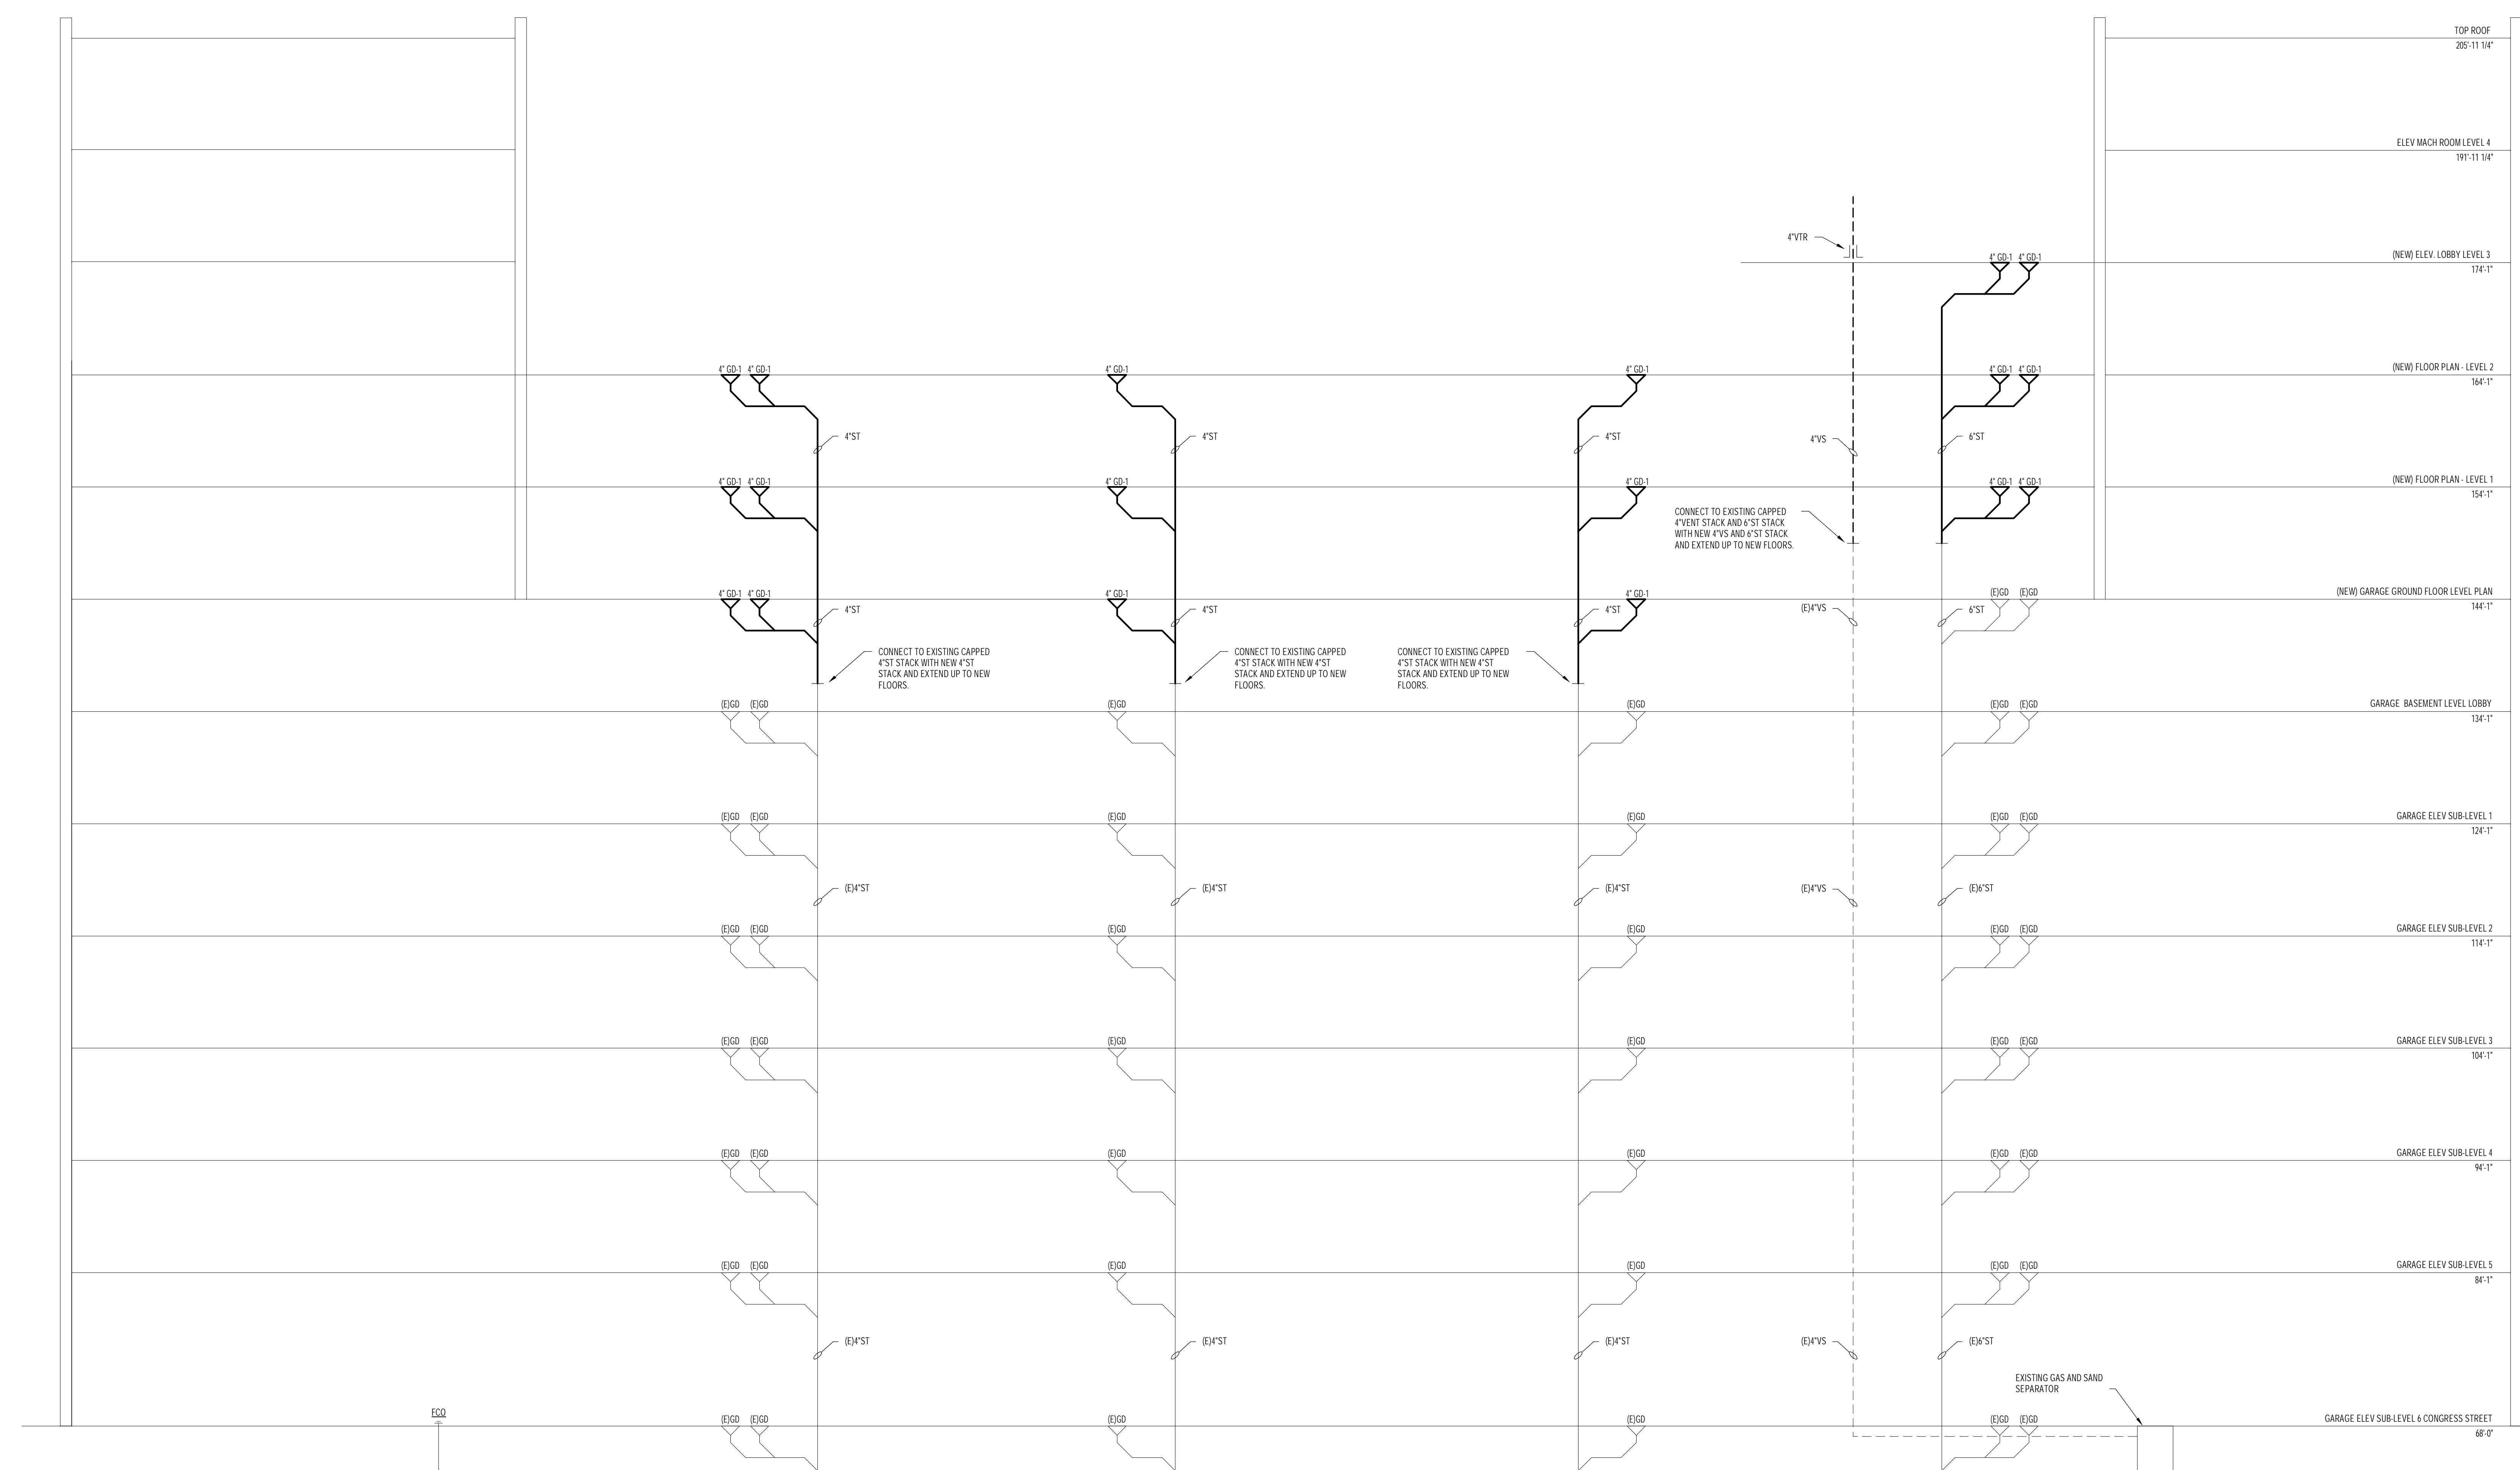 TOP ROOF
205'-11 1/4"
ELEV MACH ROOM LEVEL 4
191'-11 1/4"
4"VTR
4" GD-1 4" GD-1
(NEW) ELEV. LOBBY LEVEL 3
174'-1"
4" GD-1 4" GD-1
4" GD-1
4" GD-1
4" GD-1 4" GD-1
(NEW) FLOOR PLAN - LEVEL 2
164'-1"
4"ST
4"ST
4"ST
4"VS
6"ST
4" GD-1 4" GD-1
4" GD-1
4" GD-1
4" GD-1 4" GD-1
(NEW) FLOOR PLAN - LEVEL 1
154'-1"
CONNECT TO EXISTING CAPPED
4"VENT STACK AND 6"ST STACK
WITH NEW 4"VS AND 6"ST STACK
AND EXTEND UP TO NEW FLOORS.
4" GD-1 4" GD-1
4" GD-1
4" GD-1
(E)GD (E)GD
(NEW) GARAGE GROUND FLOOR LEVEL PLAN
144'-1"
4"ST
4"ST
4"ST
(E)4"VS
6"ST
CONNECT TO EXISTING CAPPED
4"ST STACK WITH NEW 4"ST
STACK AND EXTEND UP TO NEW
FLOORS.
CONNECT TO EXISTING CAPPED
4"ST STACK WITH NEW 4"ST
STACK AND EXTEND UP TO NEW
FLOORS.
CONNECT TO EXISTING CAPPED
4"ST STACK WITH NEW 4"ST
STACK AND EXTEND UP TO NEW
FLOORS.
(E)GD (E)GD
(E)GD
(E)GD
(E)GD (E)GD
GARAGE BASEMENT LEVEL LOBBY
134'-1"
(E)GD (E)GD
(E)GD
(E)GD
(E)GD (E)GD
GARAGE ELEV SUB-LEVEL 1
124'-1"
(E)4"ST
(E)4"ST
(E)4"ST
(E)4"VS
(E)6"ST
(E)GD (E)GD
(E)GD
(E)GD
(E)GD (E)GD
GARAGE ELEV SUB-LEVEL 2
114'-1"
(E)GD (E)GD
(E)GD
(E)GD
(E)GD (E)GD
GARAGE ELEV SUB-LEVEL 3
104'-1"
(E)GD (E)GD
(E)GD
(E)GD
(E)GD (E)GD
GARAGE ELEV SUB-LEVEL 4
94'-1"
(E)GD (E)GD
(E)GD
(E)GD
(E)GD (E)GD
GARAGE ELEV SUB-LEVEL 5
84'-1"
(E)4"ST
(E)4"ST
(E)4"ST
(E)4"VS
(E)6"ST
EXISTING GAS AND SAND
SEPARATOR
FCO
(E)GD (E)GD
(E)GD
(E)GD
(E)GD (E)GD
GARAGE ELEV SUB-LEVEL 6 CONGRESS STREET
68'-0"